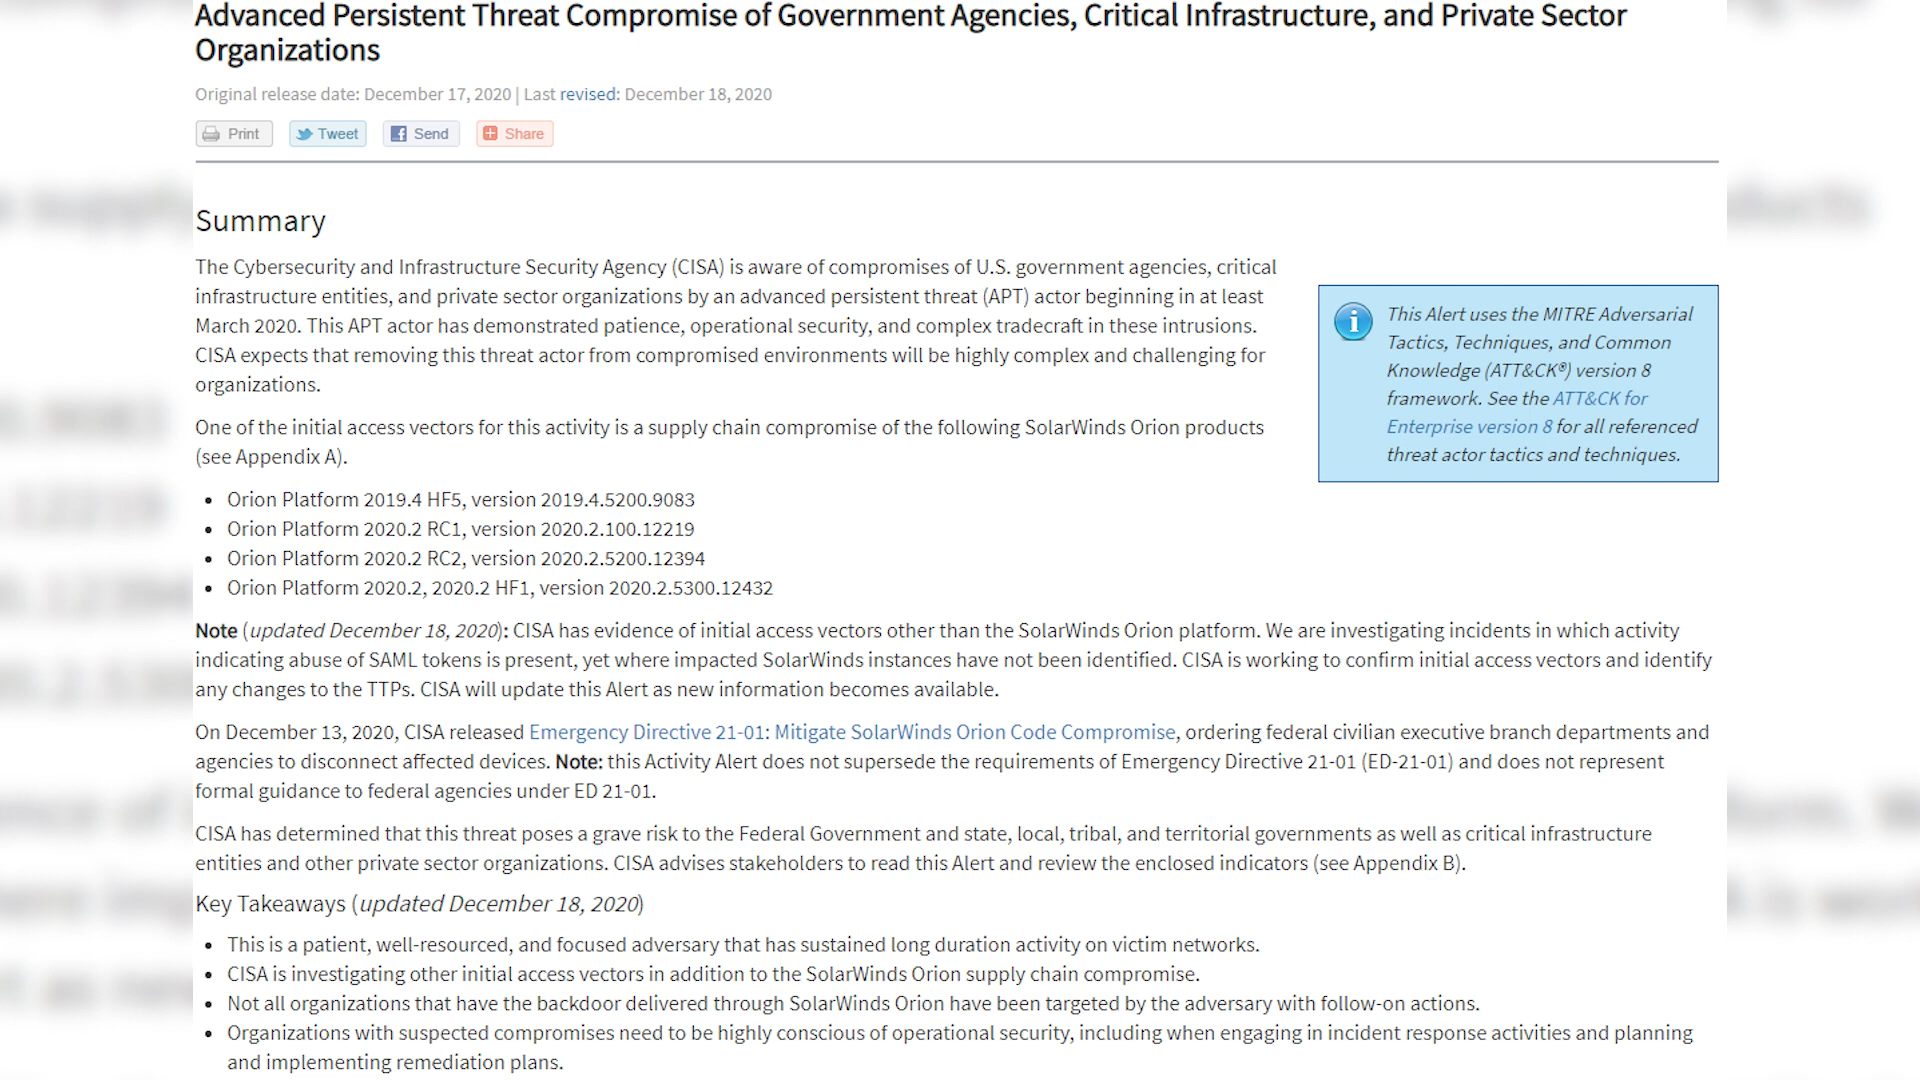 Advanced Persistent Threat Compromise of Government Agencies, Critical Infrastructure, and Private Sector
Organizations
Original release date: December 17, 2020 | Last revised: December 18, 2020
Print Tweet Send Share
Summary
The Cybersecurity and Infrastructure Security Agency (CISA) is aware of compromises of U.S. government agencies, critical
infrastructure entities, and private sector organizations by an advanced persistent threat (APT) actor beginning in at least
March 2020. This APT actor has demonstrated patience, operational security, and complex tradecraft in these intrusions.
CISA expects that removing this threat actor from compromised environments will be highly complex and challenging for
organizations.
This Alert uses the MITRE Adversarial
Tactics, Techniques, and Common
Knowledge (ATT&CK®) version 8
framework. See the ATT&CK for
Enterprise version 8 for all referenced
threat actor tactics and techniques.
One of the initial access vectors for this activity is a supply chain compromise of the following SolarWinds Orion products
(see Appendix A).
• Orion Platform 2019.4 HF5, version 2019.4.5200.9083
• Orion Platform 2020.2 RC1, version 2020.2.100.12219
• Orion Platform 2020.2 RC2, version 2020.2.5200.12394
• Orion Platform 2020.2, 2020.2 HF1, version 2020.2.5300.12432
Note (updated December 18, 2020): CISA has evidence of initial access vectors other than the SolarWinds Orion platform. We are investigating incidents in which activity
indicating abuse of SAML tokens is present, yet where impacted SolarWinds instances have not been identified. CISA is working to confirm initial access vectors and identify
any changes to the TTPs. CISA will update this Alert as new information becomes available.
On December 13, 2020, CISA released Emergency Directive 21-01: Mitigate SolarWinds Orion Code Compromise, ordering federal civilian executive branch departments and
agencies to disconnect affected devices. Note: this Activity Alert does not supersede the requirements of Emergency Directive 21-01 (ED-21-01) and does not represent
formal guidance to federal agencies under ED 21-01.
CISA has determined that this threat poses a grave risk to the Federal Government and state, local, tribal, and territorial governments as well as critical infrastructure
entities and other private sector organizations. CISA advises stakeholders to read this Alert and review the enclosed indicators (see Appendix B).
Key Takeaways (updated December 18, 2020)
• This is a patient, well-resourced, and focused adversary that has sustained long duration activity on victim networks.
• CISA is investigating other initial access vectors in addition to the SolarWinds Orion supply chain compromise.
• Not all organizations that have the backdoor delivered through SolarWinds Orion have been targeted by the adversary with follow-on actions.
• Organizations with suspected compromises need to be highly conscious of operational security, including when engaging in incident response activities and planning
and implementing remediation plans.